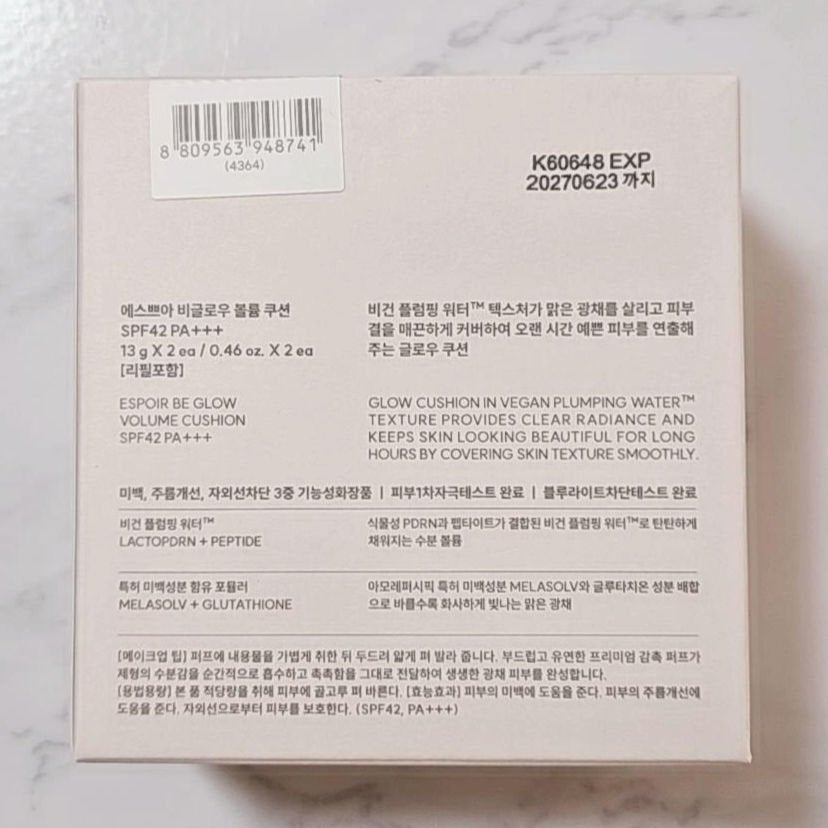 8 809563 948741
(4364)
K60648 EXP
20270623 까지
에스쁘아 비글로우 볼륨 쿠션
SPF42 PA+++
13 g X 2 ea / 0.46 oz. X 2 ea
[리필포함]
비건 플럼핑 워터™ 텍스처가 맑은 광채를 살리고 피부
결을 매끈하게 커버하여 오랜 시간 예쁜 피부를 연출해
주는 글로우 쿠션
ESPOIR BE GLOW
VOLUME CUSHION
SPF42 PA+++
GLOW CUSHION IN VEGAN PLUMPING WATER™
TEXTURE PROVIDES CLEAR RADIANCE AND
KEEPS SKIN LOOKING BEAUTIFUL FOR LONG
HOURS BY COVERING SKIN TEXTURE SMOOTHLY.
미백, 주름개선, 자외선차단 3중 기능성화장품 | 피부1차자극테스트 완료 | 블루라이트차단테스트 완료
비건 플럼핑 워터™
LACTOPDRN + PEPTIDE
식물성 PDRN과 펩타이드가 결합된 비건 플럼핑 워터™로 탄탄하게
채워지는 수분 볼륨
특허 미백성분 함유 포뮬러
MELASOLV + GLUTATHIONE
아모레퍼시픽 특허 미백성분 MELASOLV와 글루타치온 성분 배합
으로 바를수록 화사하게 빛나는 맑은 광채
[메이크업 팁] 퍼프에 내용물을 가볍게 취한 뒤 두드려 얇게 펴 발라 줍니다. 부드럽고 유연한 프리미엄 감촉 퍼프가
제형의 수분감을 순간적으로 흡수하고 촉촉함을 그대로 전달하여 생생한 광채 피부를 완성합니다.
[용법용량] 본 품 적당량을 취해 피부에 골고루 펴 바른다. [효능효과] 피부의 미백에 도움을 준다. 피부의 주름개선에
도움을 준다. 자외선으로부터 피부를 보호한다. (SPF42, PA+++)